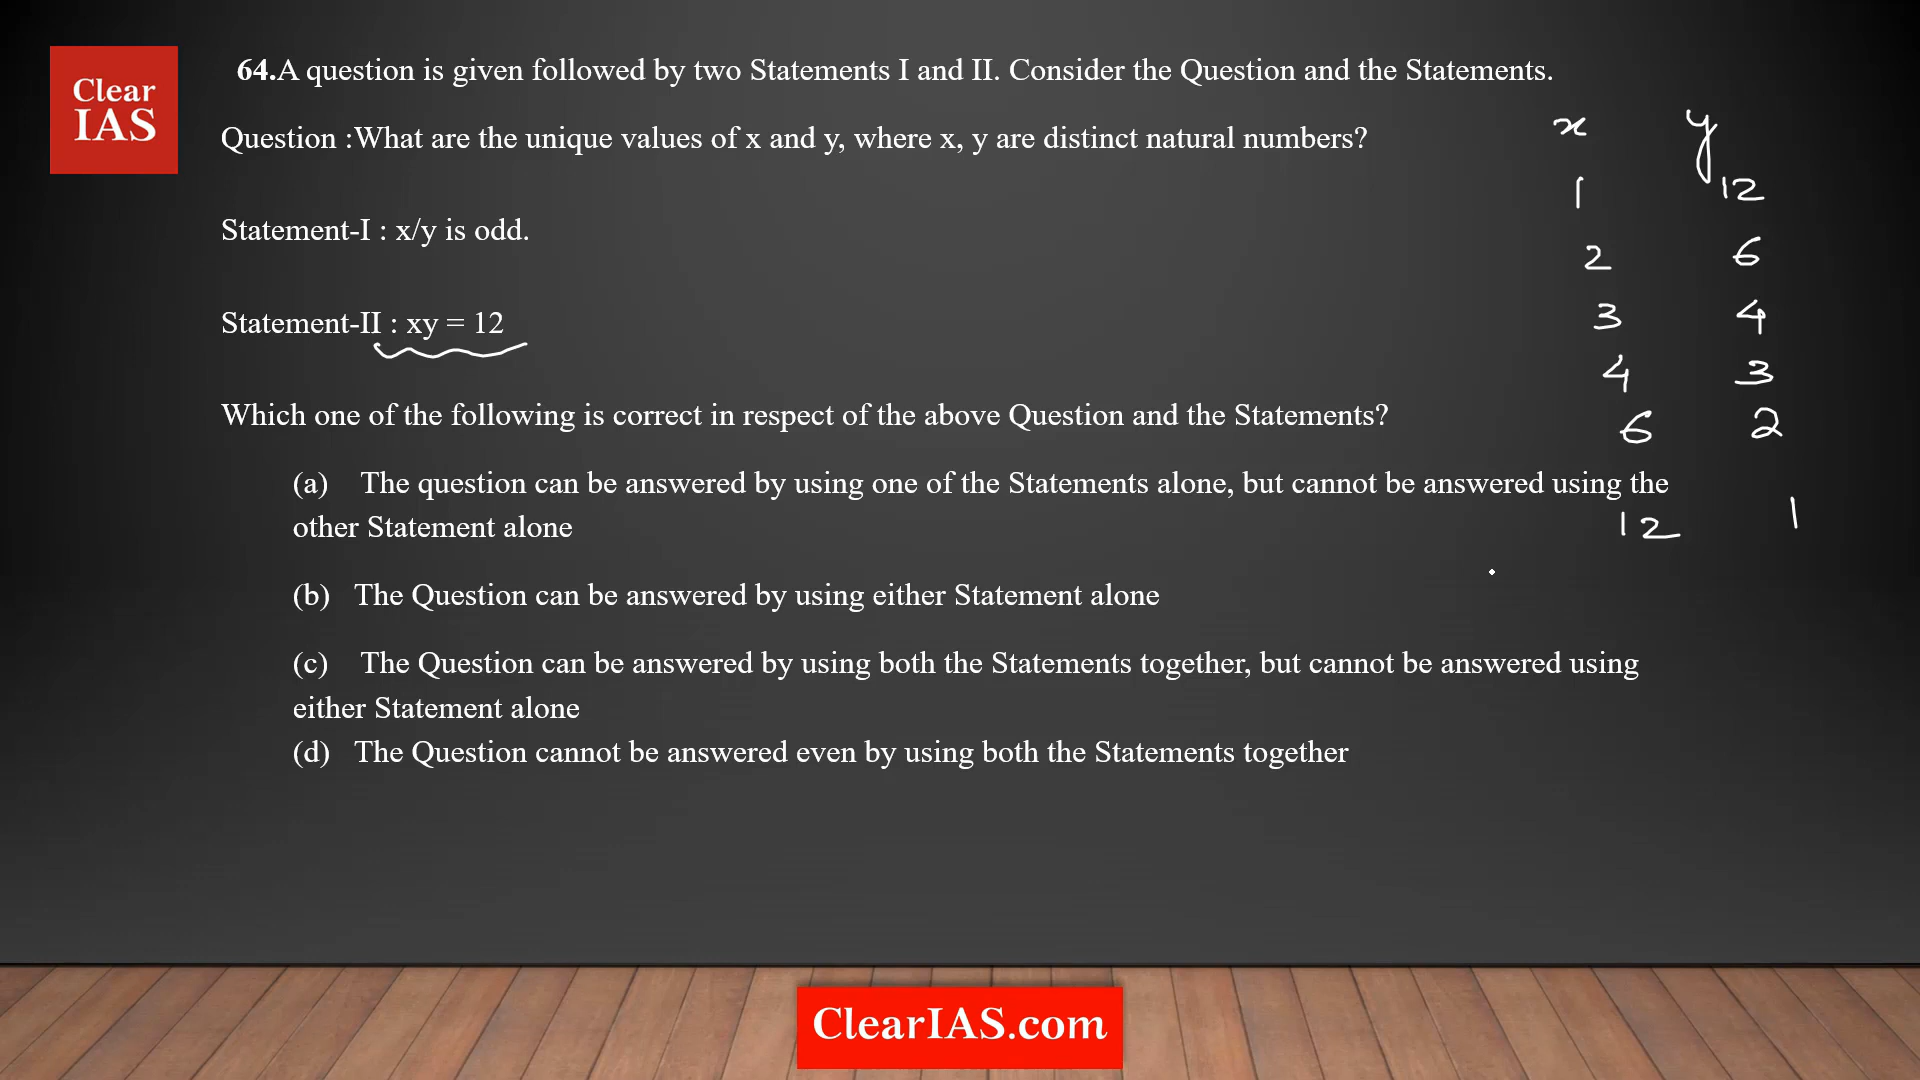 Clear
IAS
64.A question is given followed by two Statements I and II. Consider the Question and the Statements.
Question :What are the unique values of x and y, where x, y are distinct natural numbers?
Statement-I : x/y is odd.
Statement-II : xy = 12
Which one of the following is correct in respect of the above Question and the Statements?
(a) The question can be answered by using one of the Statements alone, but cannot be answered using the
other Statement alone
(b) The Question can be answered by using either Statement alone
(c) The Question can be answered by using both the Statements together, but cannot be answered using
either Statement alone
(d) The Question cannot be answered even by using both the Statements together
x y
1 12
2 6
3 4
4 3
6 2
12 1
ClearIAS.com